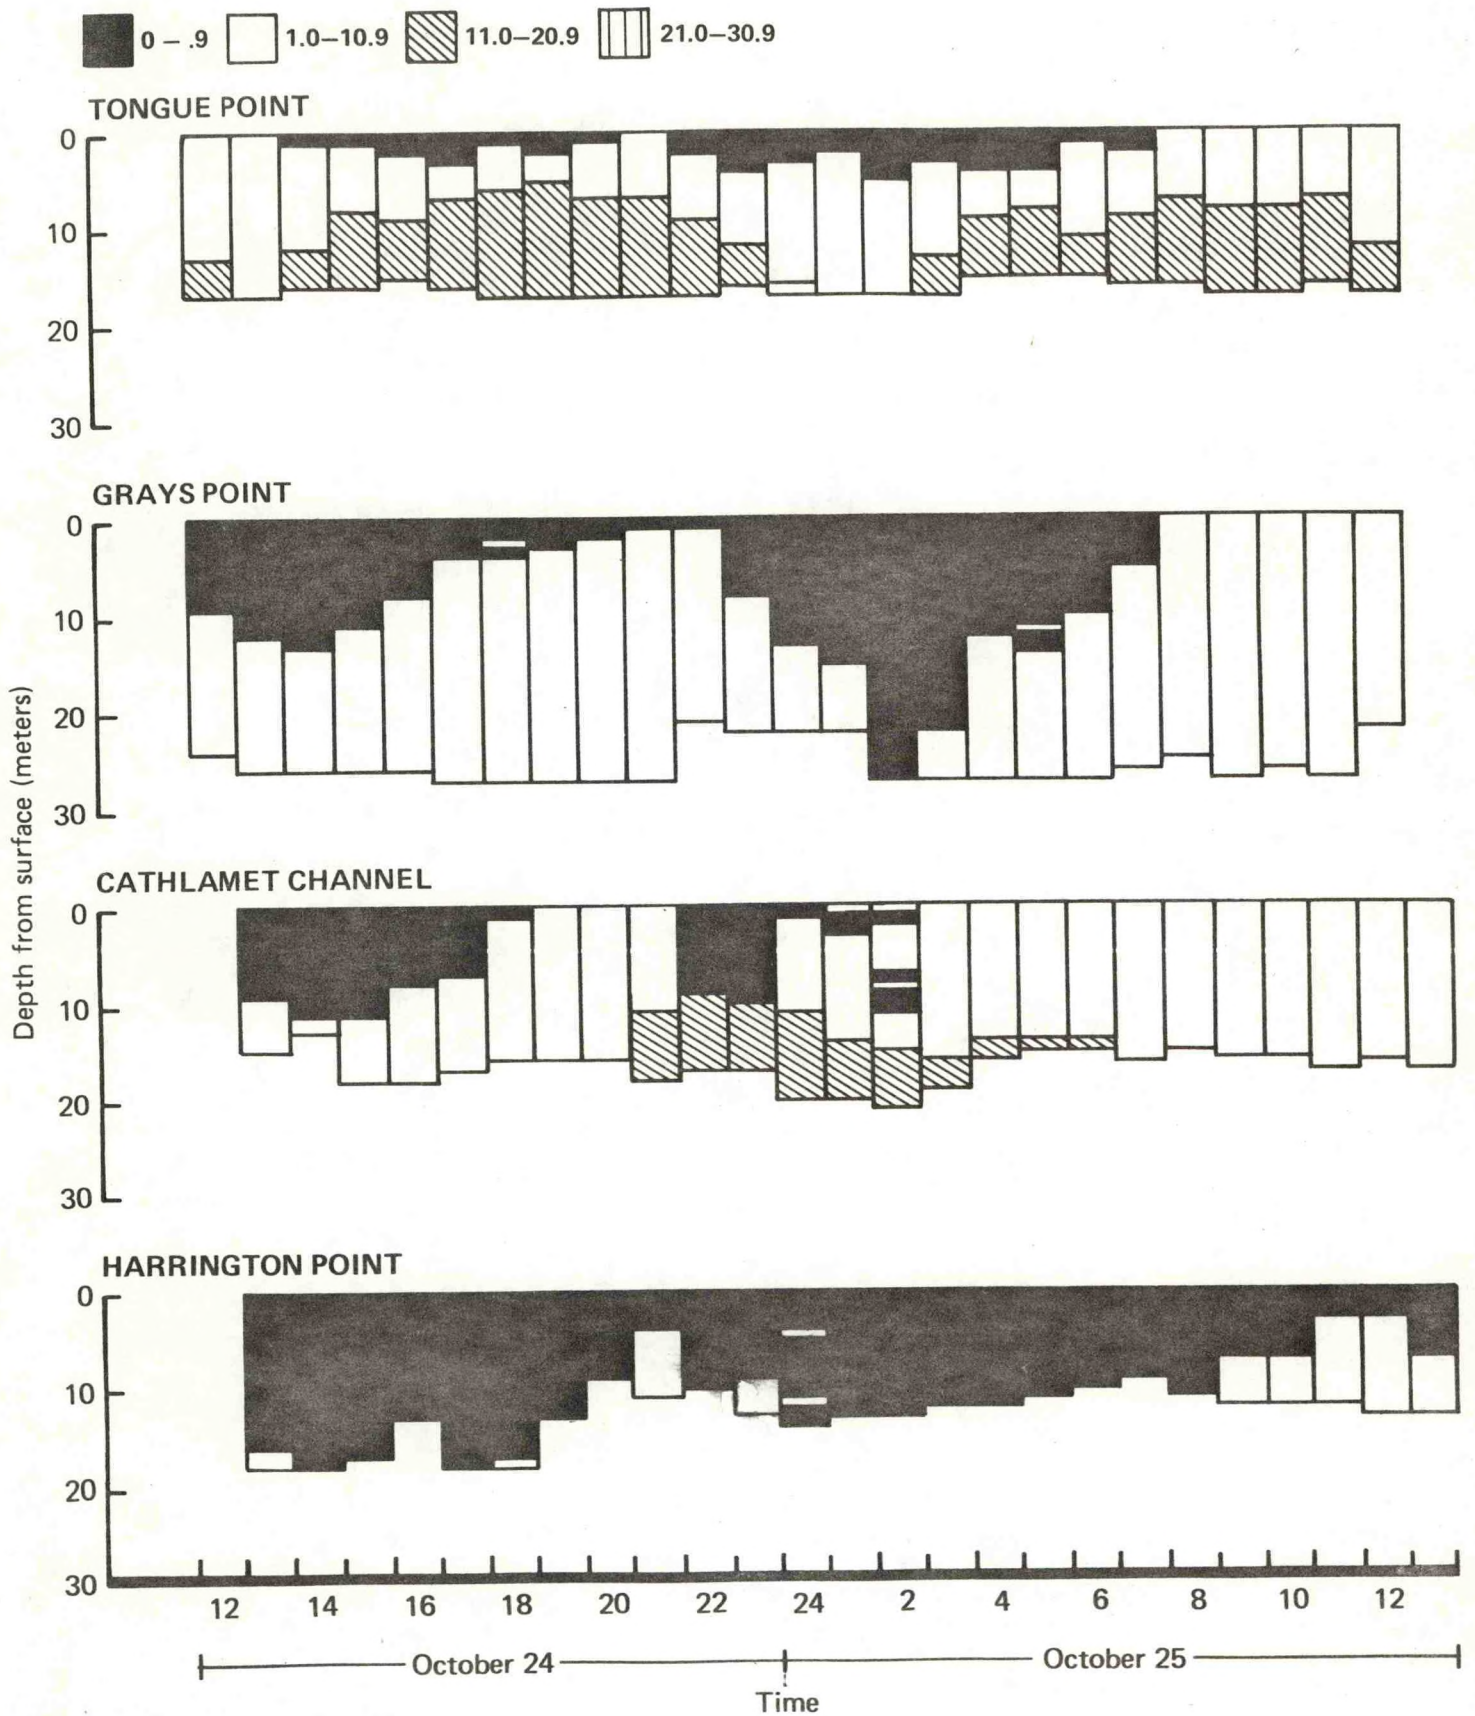 0 – .9 1.0–10.9 11.0–20.9 21.0–30.9
TONGUE POINT
0
10
20
30
GRAYS POINT
0
10
20
30
Depth from surface (meters)
CATHLAMET CHANNEL
0
10
20
30
HARRINGTON POINT
0
10
20
30
12 14 16 18 20 22 24 2 4 6 8 10 12
October 24 October 25
Time